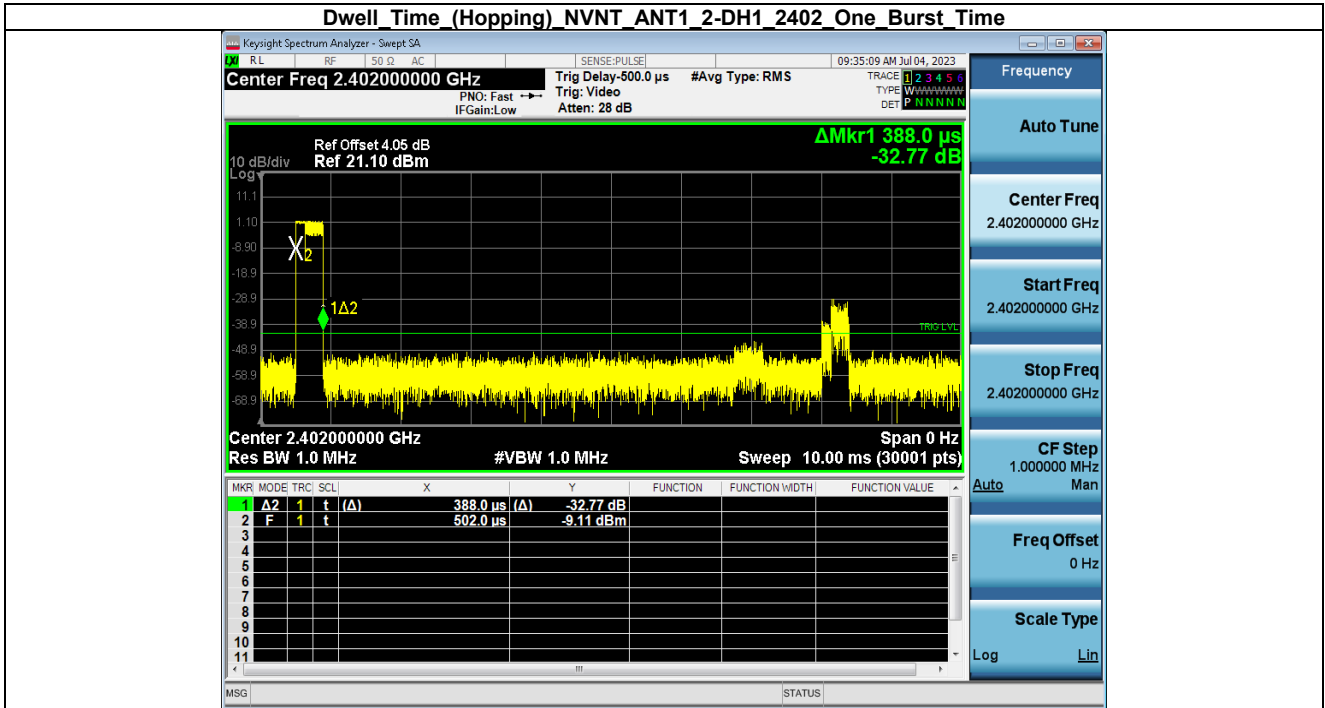 Dwell_Time_(Hopping)_NVNT_ANT1_2-DH1_2402_One_Burst_Time
Keysight Spectrum Analyzer - Swept SA
LXI RL RF 50 Ω AC SENSE:PULSE 09:35:09 AM Jul 04, 2023
Center Freq 2.402000000 GHz Trig Delay-500.0 µs #Avg Type: RMS TRACE 1 2 3 4 5 6
PNO: Fast Trig: Video TYPE WWWWWW
IFGain:Low Atten: 28 dB DET P N N N N N
ΔMkr1 388.0 µs
-32.77 dB
Ref Offset 4.05 dB
10 dB/div Ref 21.10 dBm
Log
11.1
1.10
-8.90
-18.9
-28.9
-38.9
-48.9
-58.9
-68.9
X2
1Δ2
TRIG LVL
Center 2.402000000 GHz Span 0 Hz
Res BW 1.0 MHz #VBW 1.0 MHz Sweep 10.00 ms (30001 pts)
MKR MODE TRC SCL X Y FUNCTION FUNCTION WIDTH FUNCTION VALUE
1 Δ2 1 t (Δ) 388.0 µs (Δ) -32.77 dB
2 F 1 t 502.0 µs -9.11 dBm
3
4
5
6
7
8
9
10
11
MSG STATUS
Frequency
Auto Tune
Center Freq
2.402000000 GHz
Start Freq
2.402000000 GHz
Stop Freq
2.402000000 GHz
CF Step
1.000000 MHz
Auto Man
Freq Offset
0 Hz
Scale Type
Log Lin